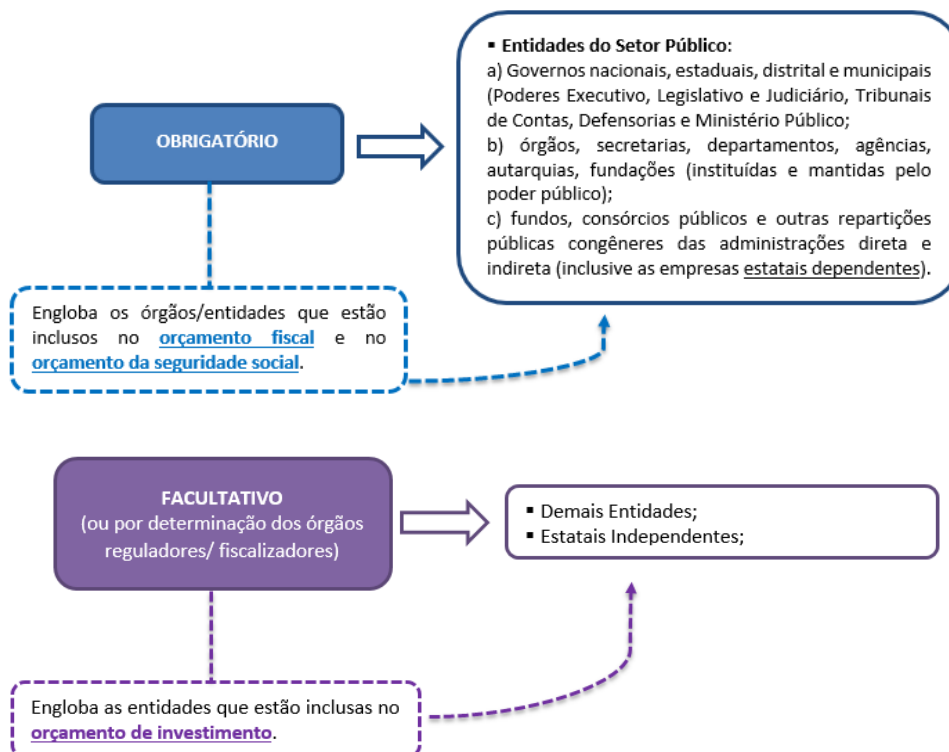 OBRIGATÓRIO
▪ Entidades do Setor Público:
a) Governos nacionais, estaduais, distrital e municipais
(Poderes Executivo, Legislativo e Judiciário, Tribunais
de Contas, Defensorias e Ministério Público;
b) órgãos, secretarias, departamentos, agências,
autarquias, fundações (instituídas e mantidas pelo
poder público);
c) fundos, consórcios públicos e outras repartições
públicas congêneres das administrações direta e
indireta (inclusive as empresas estatais dependentes).
Engloba os órgãos/entidades que estão
inclusos no orçamento fiscal e no
orçamento da seguridade social.
FACULTATIVO
(ou por determinação dos órgãos
reguladores/ fiscalizadores)
▪ Demais Entidades;
▪ Estatais Independentes;
Engloba as entidades que estão inclusas no
orçamento de investimento.